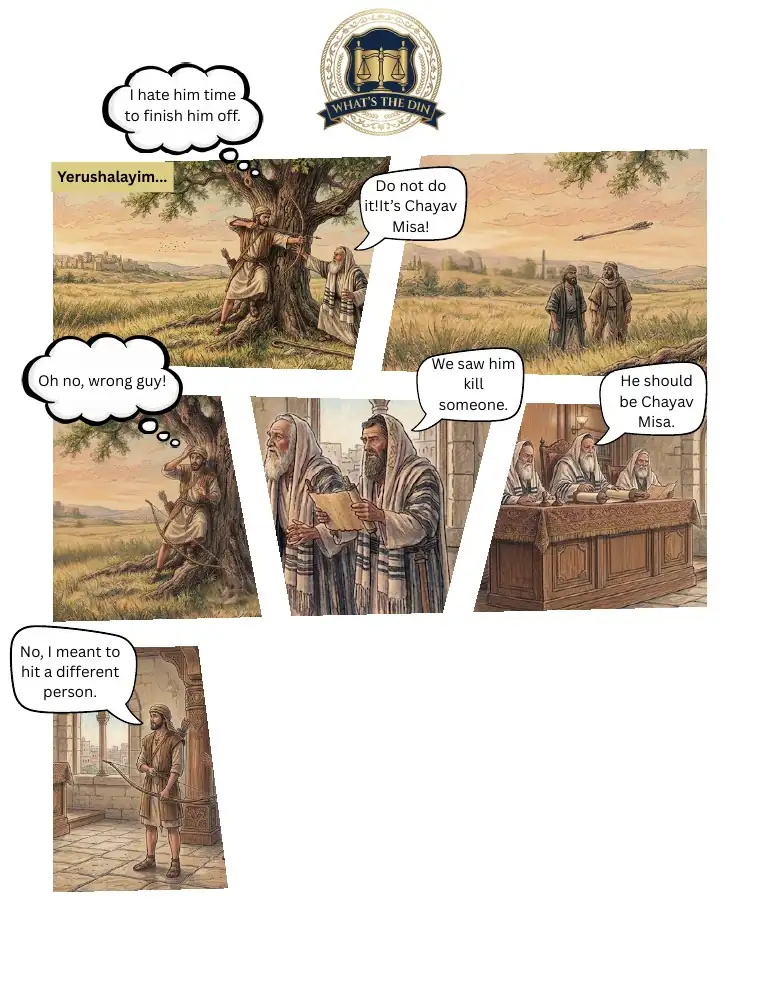 WHAT'S THE DIN
I hate him time
to finish him off.
Yerushalayim...
Do not do
it!It's Chayav
Misa!
Oh no, wrong guy!
We saw him
kill
someone.
He should
be Chayav
Misa.
No, I meant to
hit a different
person.